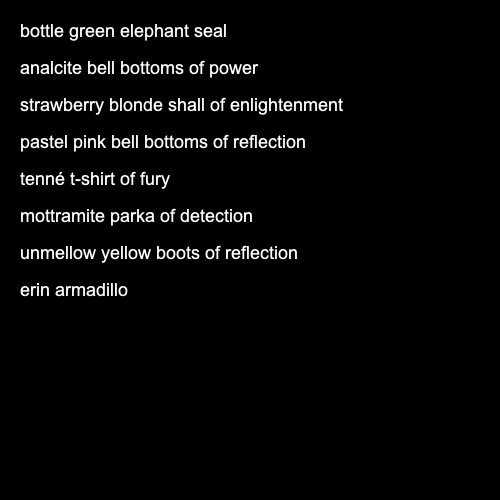 bottle green elephant seal
analcite bell bottoms of power
strawberry blonde shall of enlightenment
pastel pink bell bottoms of reflection
tenné t-shirt of fury
mottramite parka of detection
unmellow yellow boots of reflection
erin armadillo